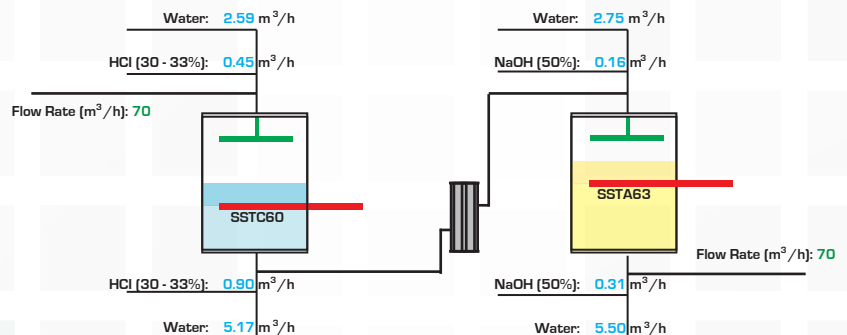 Water: 2.59 m³/h
HCl (30 - 33%): 0.45 m³/h
Flow Rate (m³/h): 70
SSTC60
HCl (30 - 33%): 0.90 m³/h
Water: 5.17 m³/h
Water: 2.75 m³/h
NaOH (50%): 0.16 m³/h
SSTA63
Flow Rate (m³/h): 70
NaOH (50%): 0.31 m³/h
Water: 5.50 m³/h